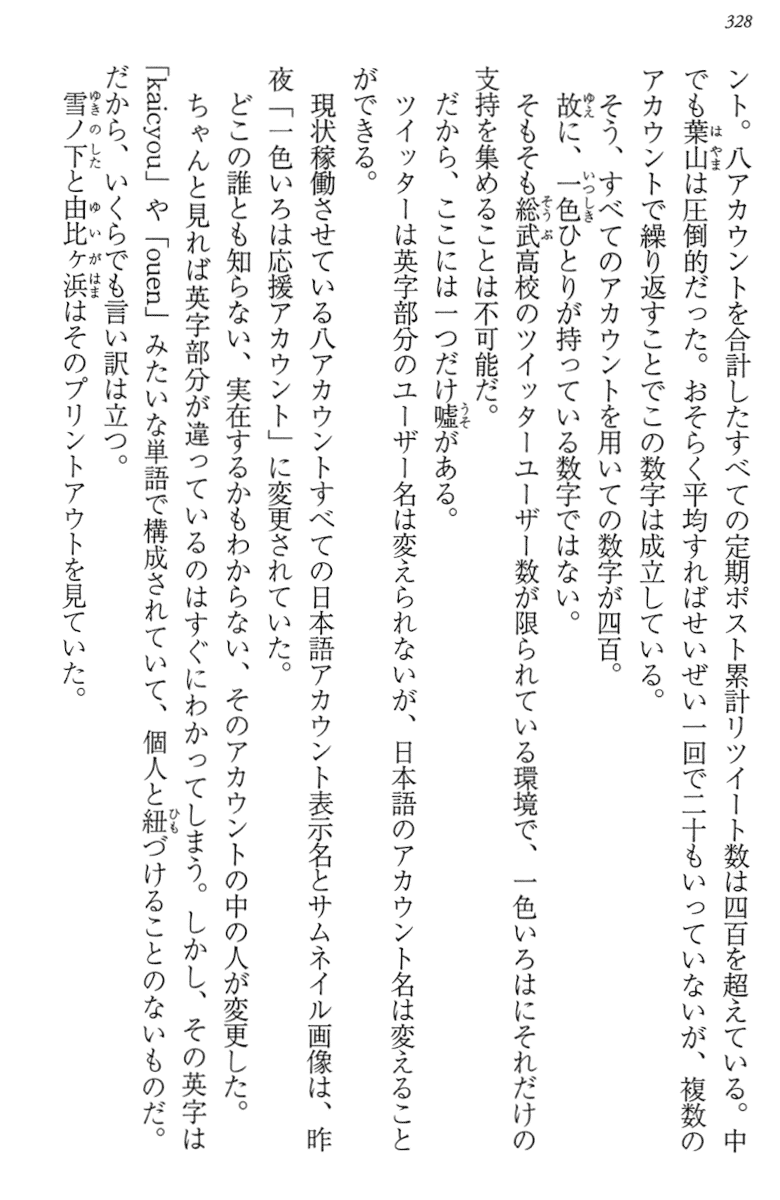 328
ント。八アカウントを合計したすべての定期ポスト累計リツイート数は四百を超えている。中
でも葉山は圧倒的だった。おそらく平均すればせいぜい一回で二十もいっていないが、複数の
アカウントで繰り返すことでこの数字は成立している。
そう、すべてのアカウントを用いての数字が四百。
故に、一色ひとりが持っている数字ではない。
そもそも総武高校のツイッターユーザー数が限られている環境で、一色いろはにそれだけの
支持を集めることは不可能だ。
だから、ここには一つだけ嘘がある。
ツイッターは英字部分のユーザー名は変えられないが、日本語のアカウント名は変えること
ができる。
現状稼働させている八アカウントすべての日本語アカウント表示名とサムネイル画像は、昨
夜「一色いろは応援アカウント」に変更されていた。
どこの誰とも知らない、実在するかもわからない、そのアカウントの中の人が変更した。
ちゃんと見れば英字部分が違っているのはすぐにわかってしまう。しかし、その英字は
「kaicyou」や「ouen」みたいな単語で構成されていて、個人と紐づけることのないものだ。
だから、いくらでも言い訳は立つ。
雪ノ下と由比ヶ浜はそのプリントアウトを見ていた。